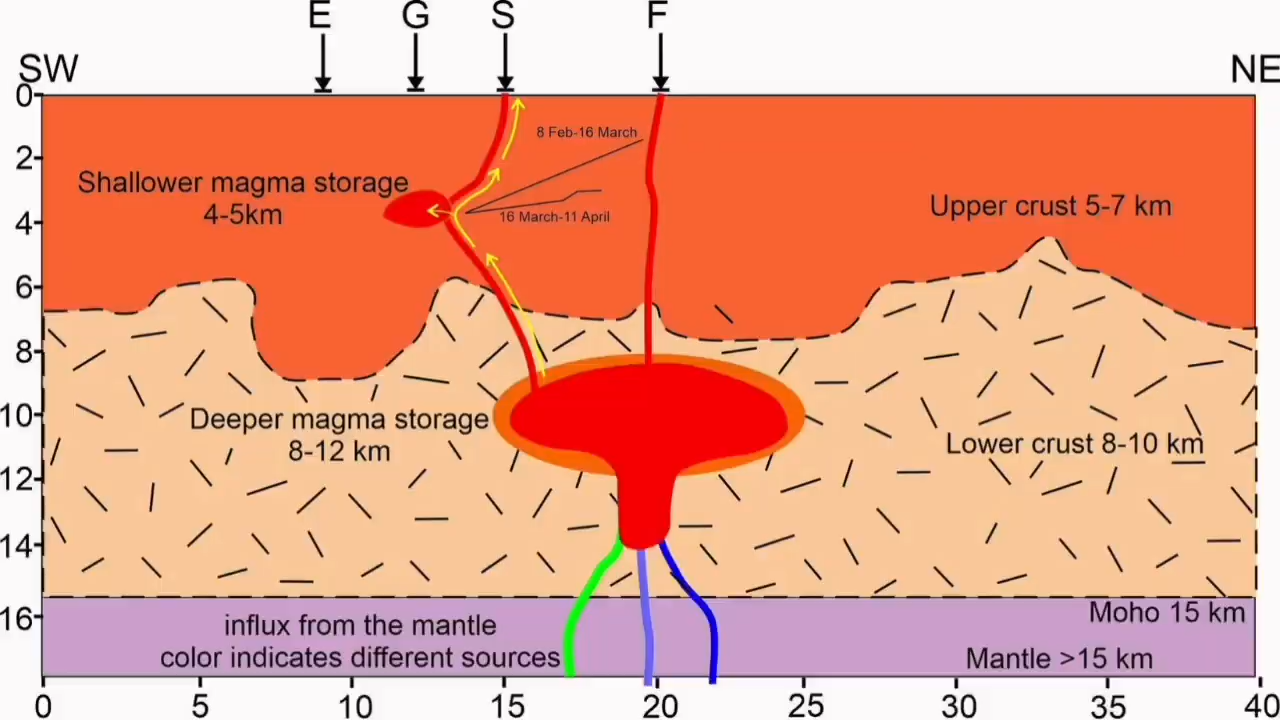 E G S F
SW NE
0
2
4
6
8
10
12
14
16
8 Feb-16 March
Shallower magma storage
4-5km
16 March-11 April
Upper crust 5-7 km
Deeper magma storage
8-12 km
Lower crust 8-10 km
Moho 15 km
influx from the mantle
color indicates different sources
Mantle >15 km
0 5 10 15 20 25 30 35 40